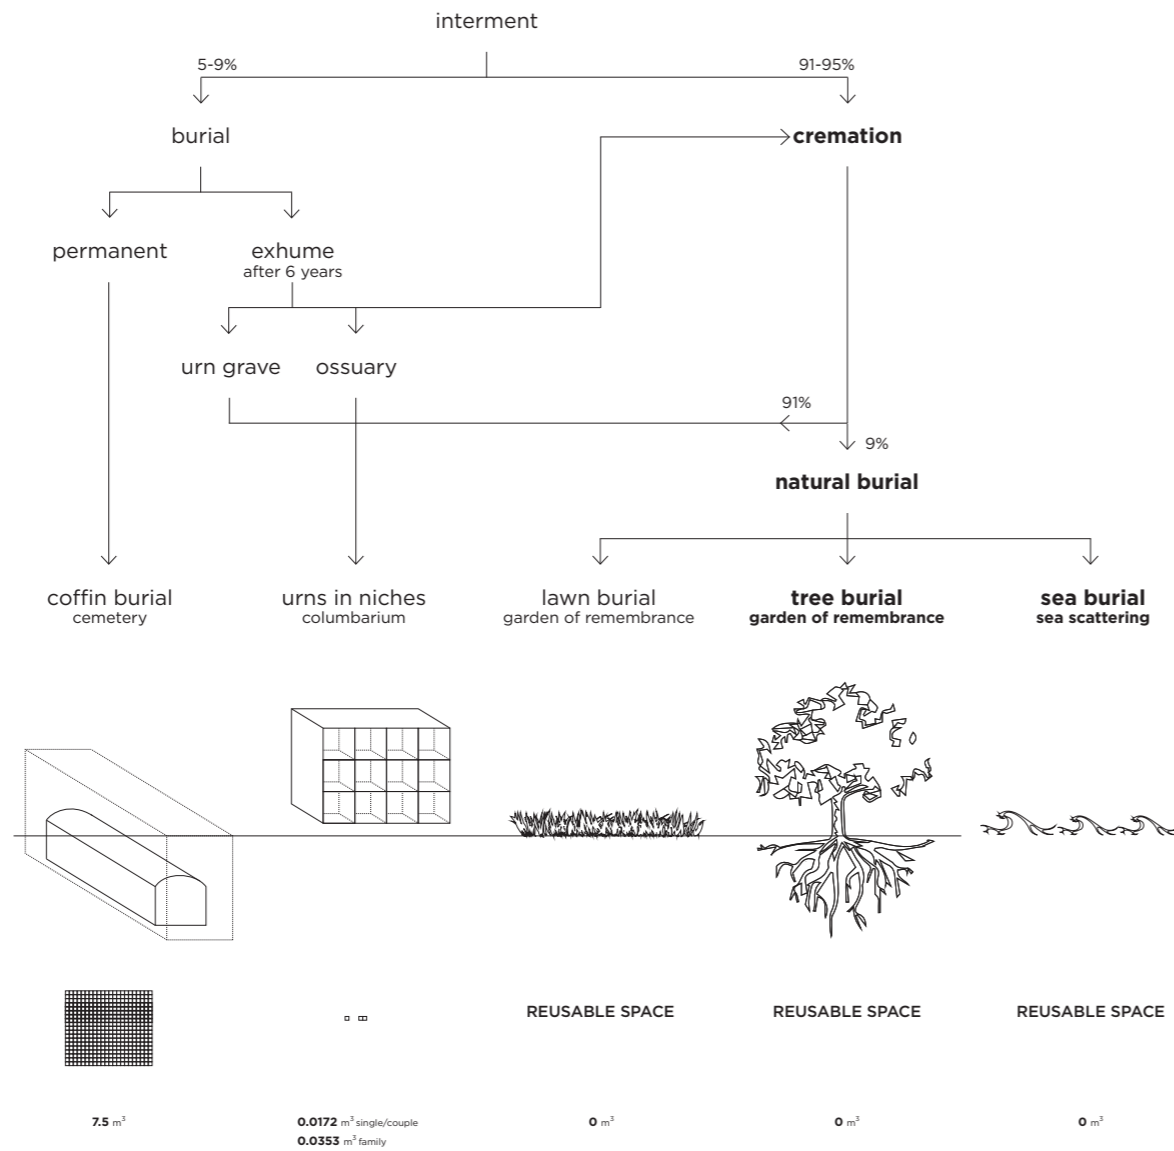 interment
5-9%
91-95%
burial
cremation
permanent
exhume
after 6 years
urn grave
ossuary
91%
9%
natural burial
coffin burial
cemetery
urns in niches
columbarium
lawn burial
garden of remembrance
tree burial
garden of remembrance
sea burial
sea scattering
REUSABLE SPACE
REUSABLE SPACE
REUSABLE SPACE
7.5 m³
0.0172 m³ single/couple
0.0353 m³ family
0 m³
0 m³
0 m³